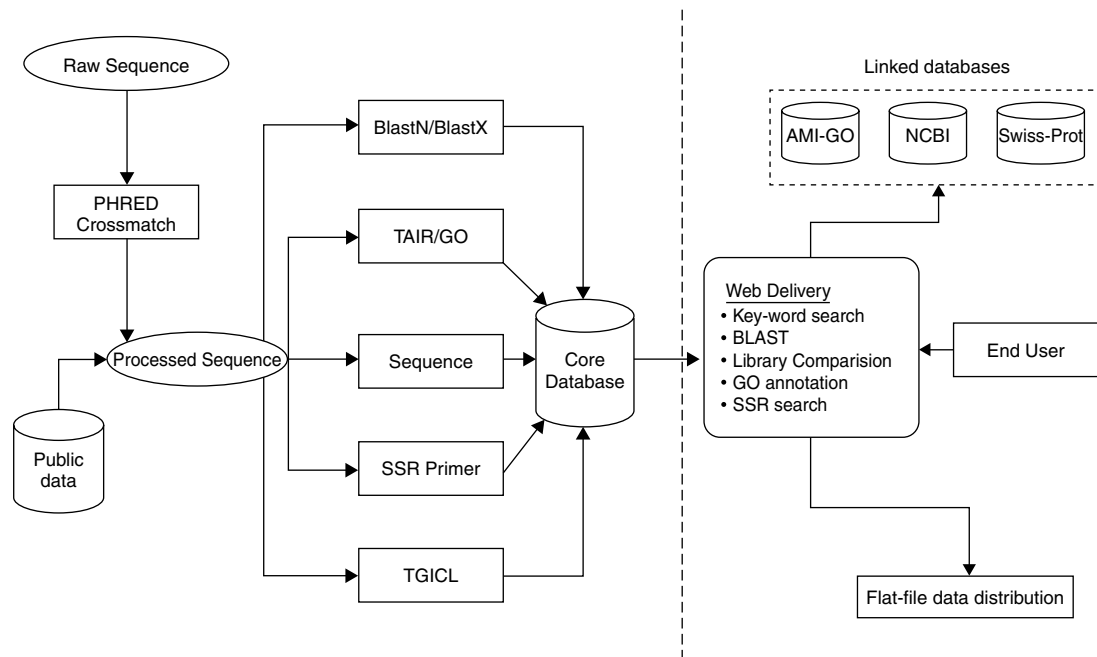 Raw Sequence
PHRED
Crossmatch
Processed Sequence
Public
data
BlastN/BlastX
TAIR/GO
Sequence
SSR Primer
TGICL
Core
Database
Linked databases
AMI-GO
NCBI
Swiss-Prot
Web Delivery
• Key-word search
• BLAST
• Library Comparision
• GO annotation
• SSR search
End User
Flat-file data distribution